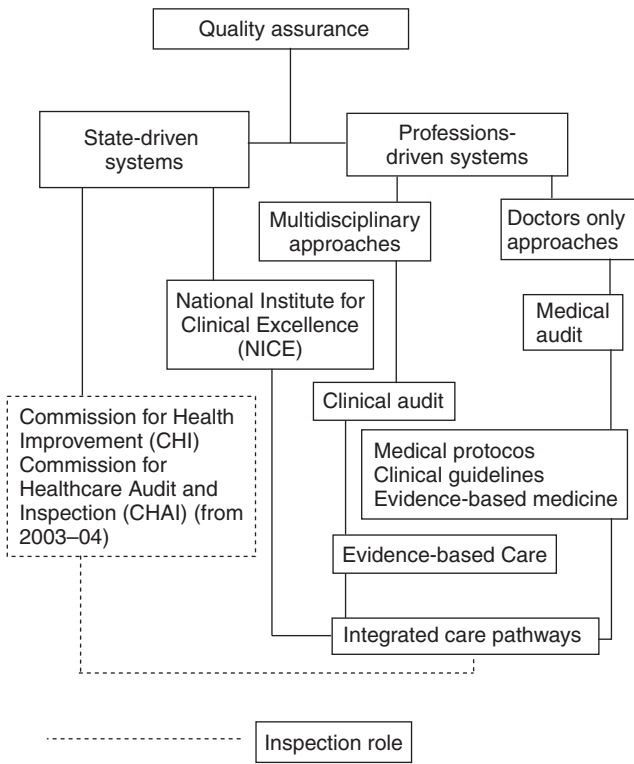 Quality assurance
State-driven
systems
Professions-
driven systems
Multidisciplinary
approaches
Doctors only
approaches
National Institute for
Clinical Excellence
(NICE)
Medical
audit
Clinical audit
Commission for Health
Improvement (CHI)
Commission for
Healthcare Audit and
Inspection (CHAI) (from
2003–04)
Medical protocos
Clinical guidelines
Evidence-based medicine
Evidence-based Care
Integrated care pathways
Inspection role